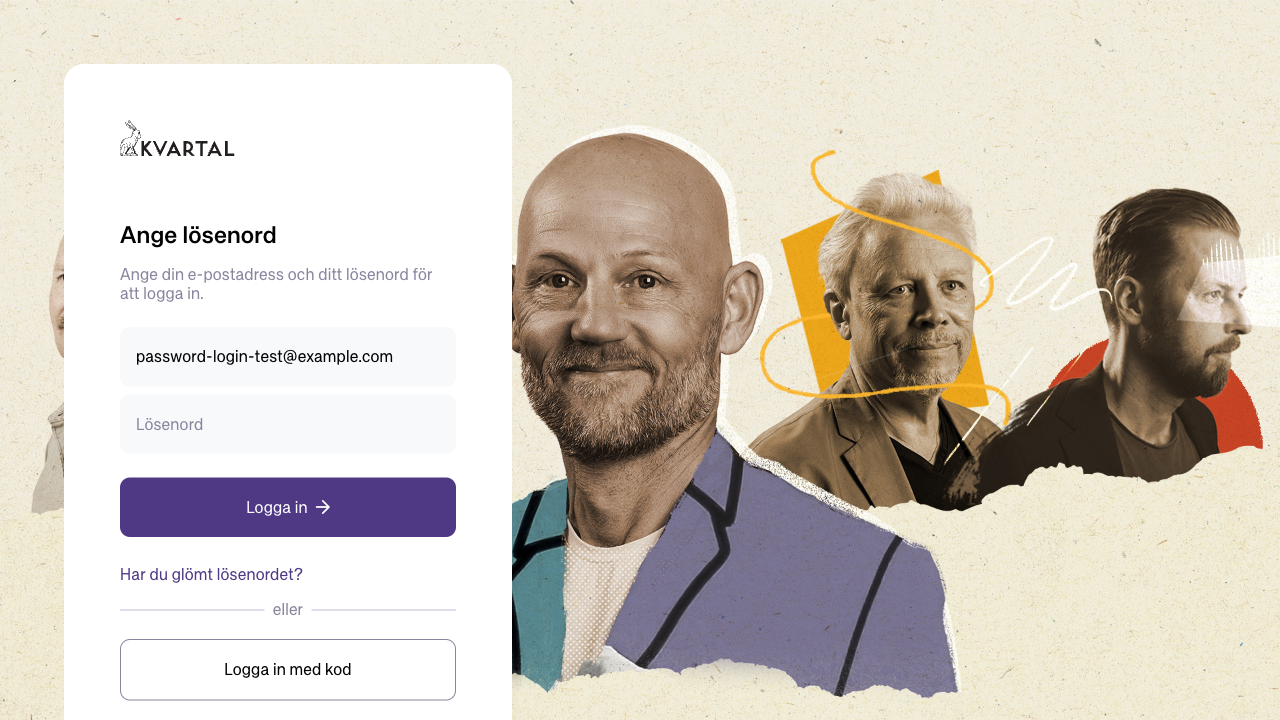 KVARTAL
Ange lösenord
Ange din e-postadress och ditt lösenord för
att logga in.
password-login-test@example.com
Lösenord
Logga in
Har du glömt lösenordet?
eller
Logga in med kod